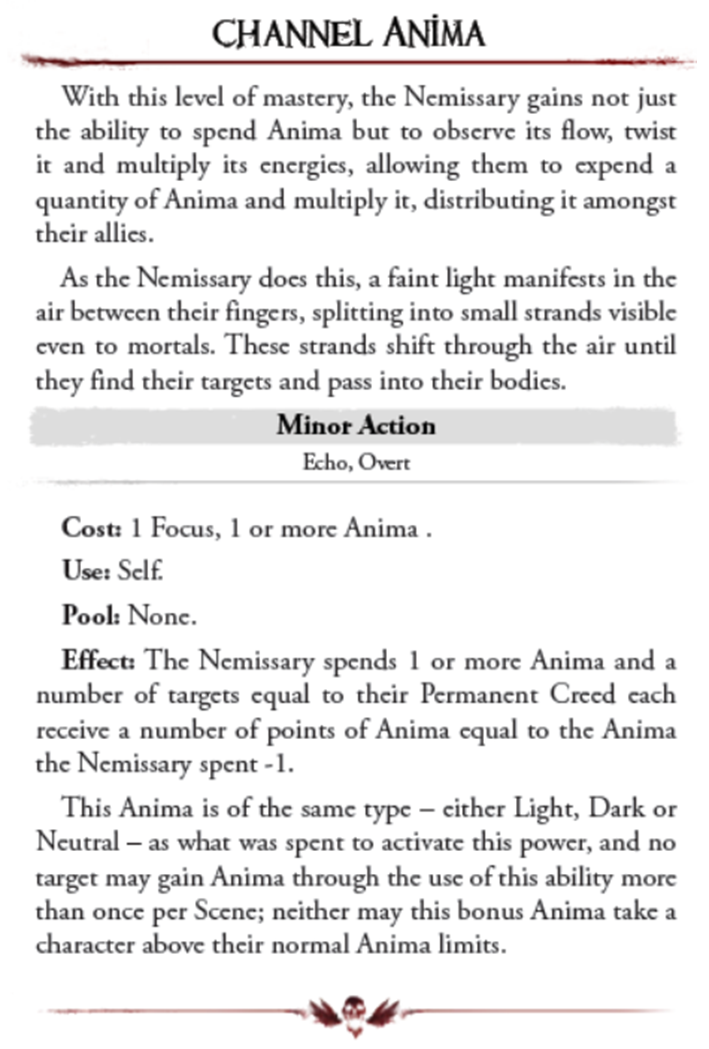 CHANNEL ANIMA
With this level of mastery, the Nemissary gains not just
the ability to spend Anima but to observe its flow, twist
it and multiply its energies, allowing them to expend a
quantity of Anima and multiply it, distributing it amongst
their allies.
As the Nemissary does this, a faint light manifests in the
air between their fingers, splitting into small strands visible
even to mortals. These strands shift through the air until
they find their targets and pass into their bodies.
Minor Action
Echo, Overt
Cost: 1 Focus, 1 or more Anima .
Use: Self.
Pool: None.
Effect: The Nemissary spends 1 or more Anima and a
number of targets equal to their Permanent Creed each
receive a number of points of Anima equal to the Anima
the Nemissary spent -1.
This Anima is of the same type – either Light, Dark or
Neutral – as what was spent to activate this power, and no
target may gain Anima through the use of this ability more
than once per Scene; neither may this bonus Anima take a
character above their normal Anima limits.